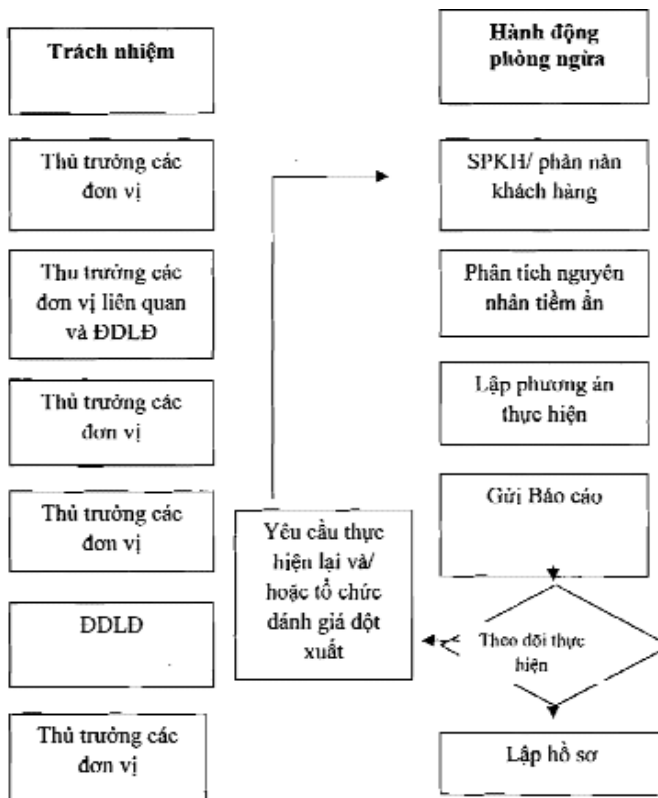 Trách nhiệm
Hành động
phòng ngừa
Thủ trưởng các
đơn vị
SPKH/ phản nàn
khách hàng
Thu trưởng các
đơn vị liên quan
và ĐDLĐ
Phân tích nguyên
nhân tiềm ẩn
Thủ trưởng các
đơn vị
Lập phương án
thực hiện
Thủ trưởng các
đơn vị
Gửi Báo cáo
Yêu cầu thực
hiện lại và/
hoặc tổ chức
đánh giá đột
xuất
ĐDLĐ
Theo dõi thực
hiện
Thủ trưởng các
đơn vị
Lập hồ sơ